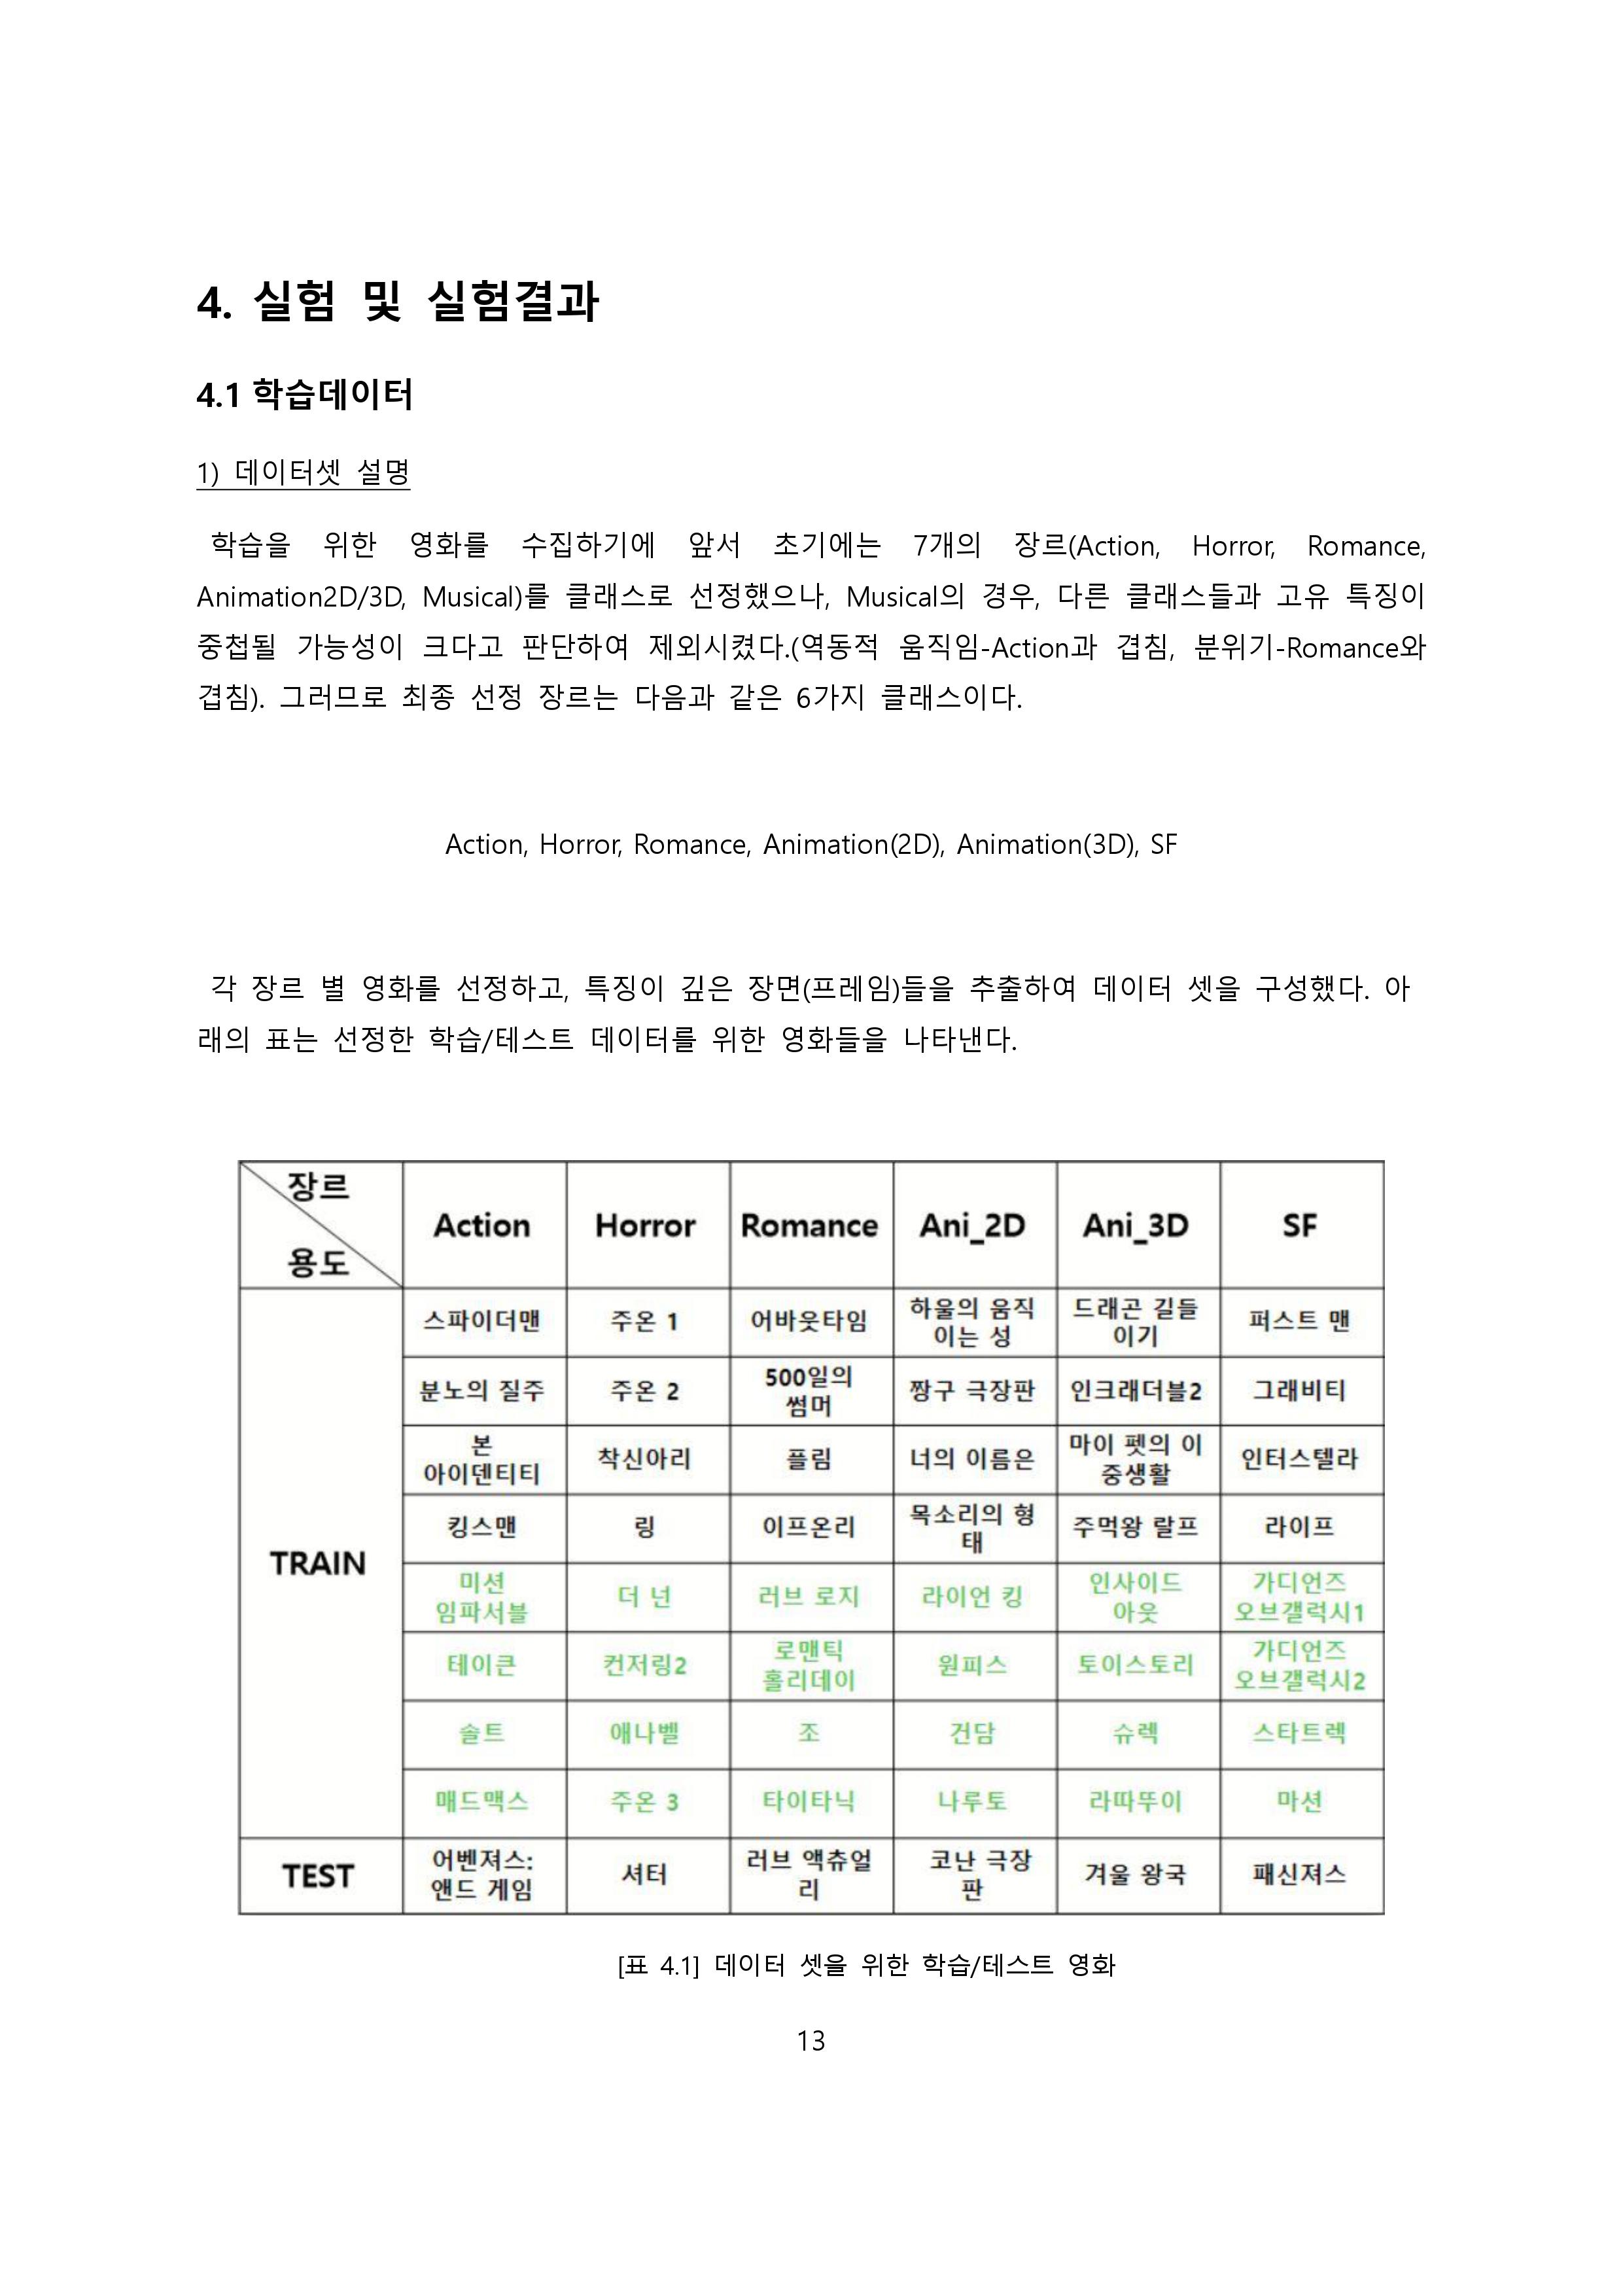 4. 실험 및 실험결과
4.1 학습데이터
1) 데이터셋 설명
학습을 위한 영화를 수집하기에 앞서 초기에는 7개의 장르(Action, Horror, Romance,
Animation2D/3D, Musical)를 클래스로 선정했으나, Musical의 경우, 다른 클래스들과 고유 특징이
중첩될 가능성이 크다고 판단하여 제외시켰다.(역동적 움직임-Action과 겹침, 분위기-Romance와
겹침). 그러므로 최종 선정 장르는 다음과 같은 6가지 클래스이다.
Action, Horror, Romance, Animation(2D), Animation(3D), SF
각 장르 별 영화를 선정하고, 특징이 깊은 장면(프레임)들을 추출하여 데이터 셋을 구성했다. 아
래의 표는 선정한 학습/테스트 데이터를 위한 영화들을 나타낸다.
장르
용도
Action Horror Romance Ani_2D Ani_3D SF
TRAIN
스파이더맨 주온 1 어바웃타임 하울의 움직
이는 성 드래곤 길들
이기 퍼스트 맨
분노의 질주 주온 2 500일의
썸머 짱구 극장판 인크래더블2 그래비티
본
아이덴티티 착신아리 플립 너의 이름은 마이 펫의 이
중생활 인터스텔라
킹스맨 링 이프온리 목소리의 형
태 주먹왕 랄프 라이프
미션
임파서블 더 넌 러브 로지 라이언 킹 인사이드
아웃 가디언즈
오브갤럭시1
테이큰 컨저링2 로맨틱
홀리데이 원피스 토이스토리 가디언즈
오브갤럭시2
솔트 애나벨 조 건담 슈렉 스타트렉
매드맥스 주온 3 타이타닉 나루토 라따뚜이 마션
TEST 어벤져스:
앤드 게임 셔터 러브 액츄얼
리 코난 극장
판 겨울 왕국 패신져스
[표 4.1] 데이터 셋을 위한 학습/테스트 영화
13